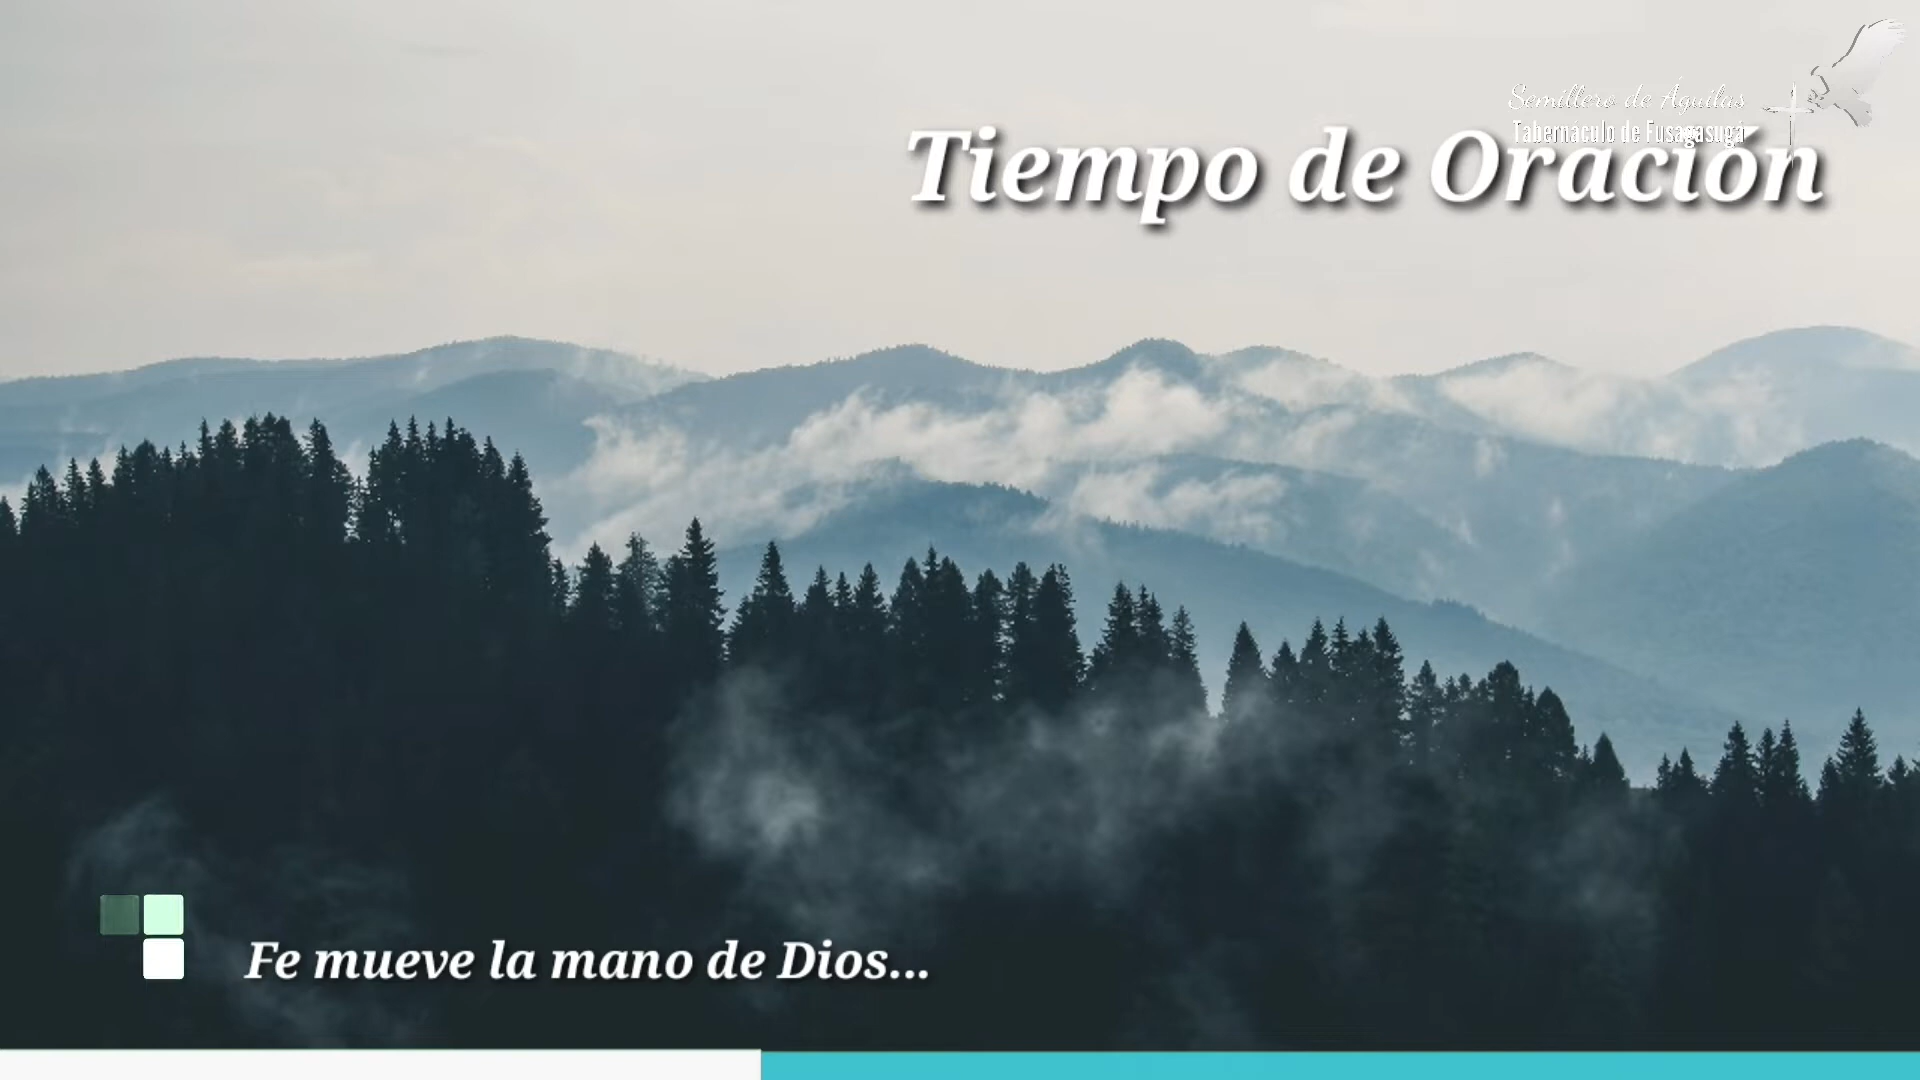 Semillero de Águilas
Tabernáculo de Fusagasugá
Tiempo de Oración
Fe mueve la mano de Dios...